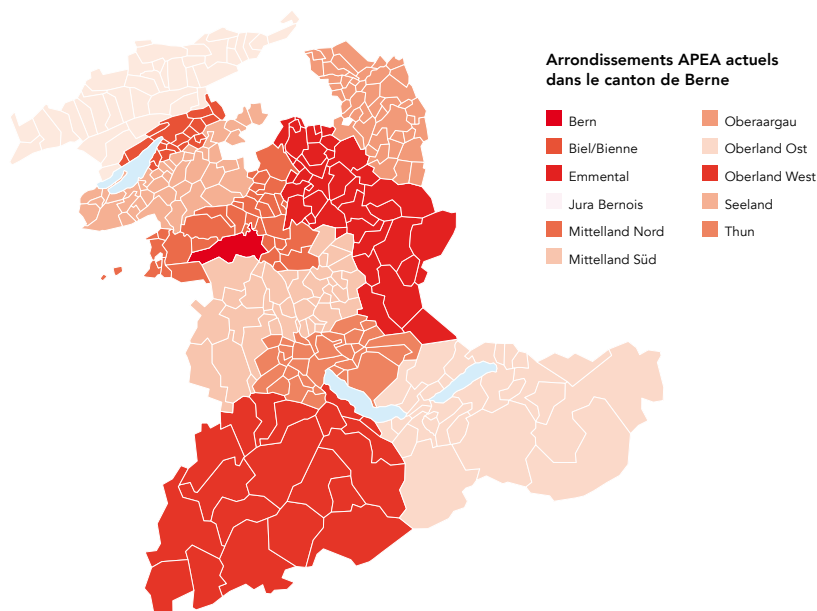 Arrondissements APEA actuels
dans le canton de Berne
Bern
Biel/Bienne
Emmental
Jura Bernois
Mittelland Nord
Mittelland Süd
Oberaargau
Oberland Ost
Oberland West
Seeland
Thun